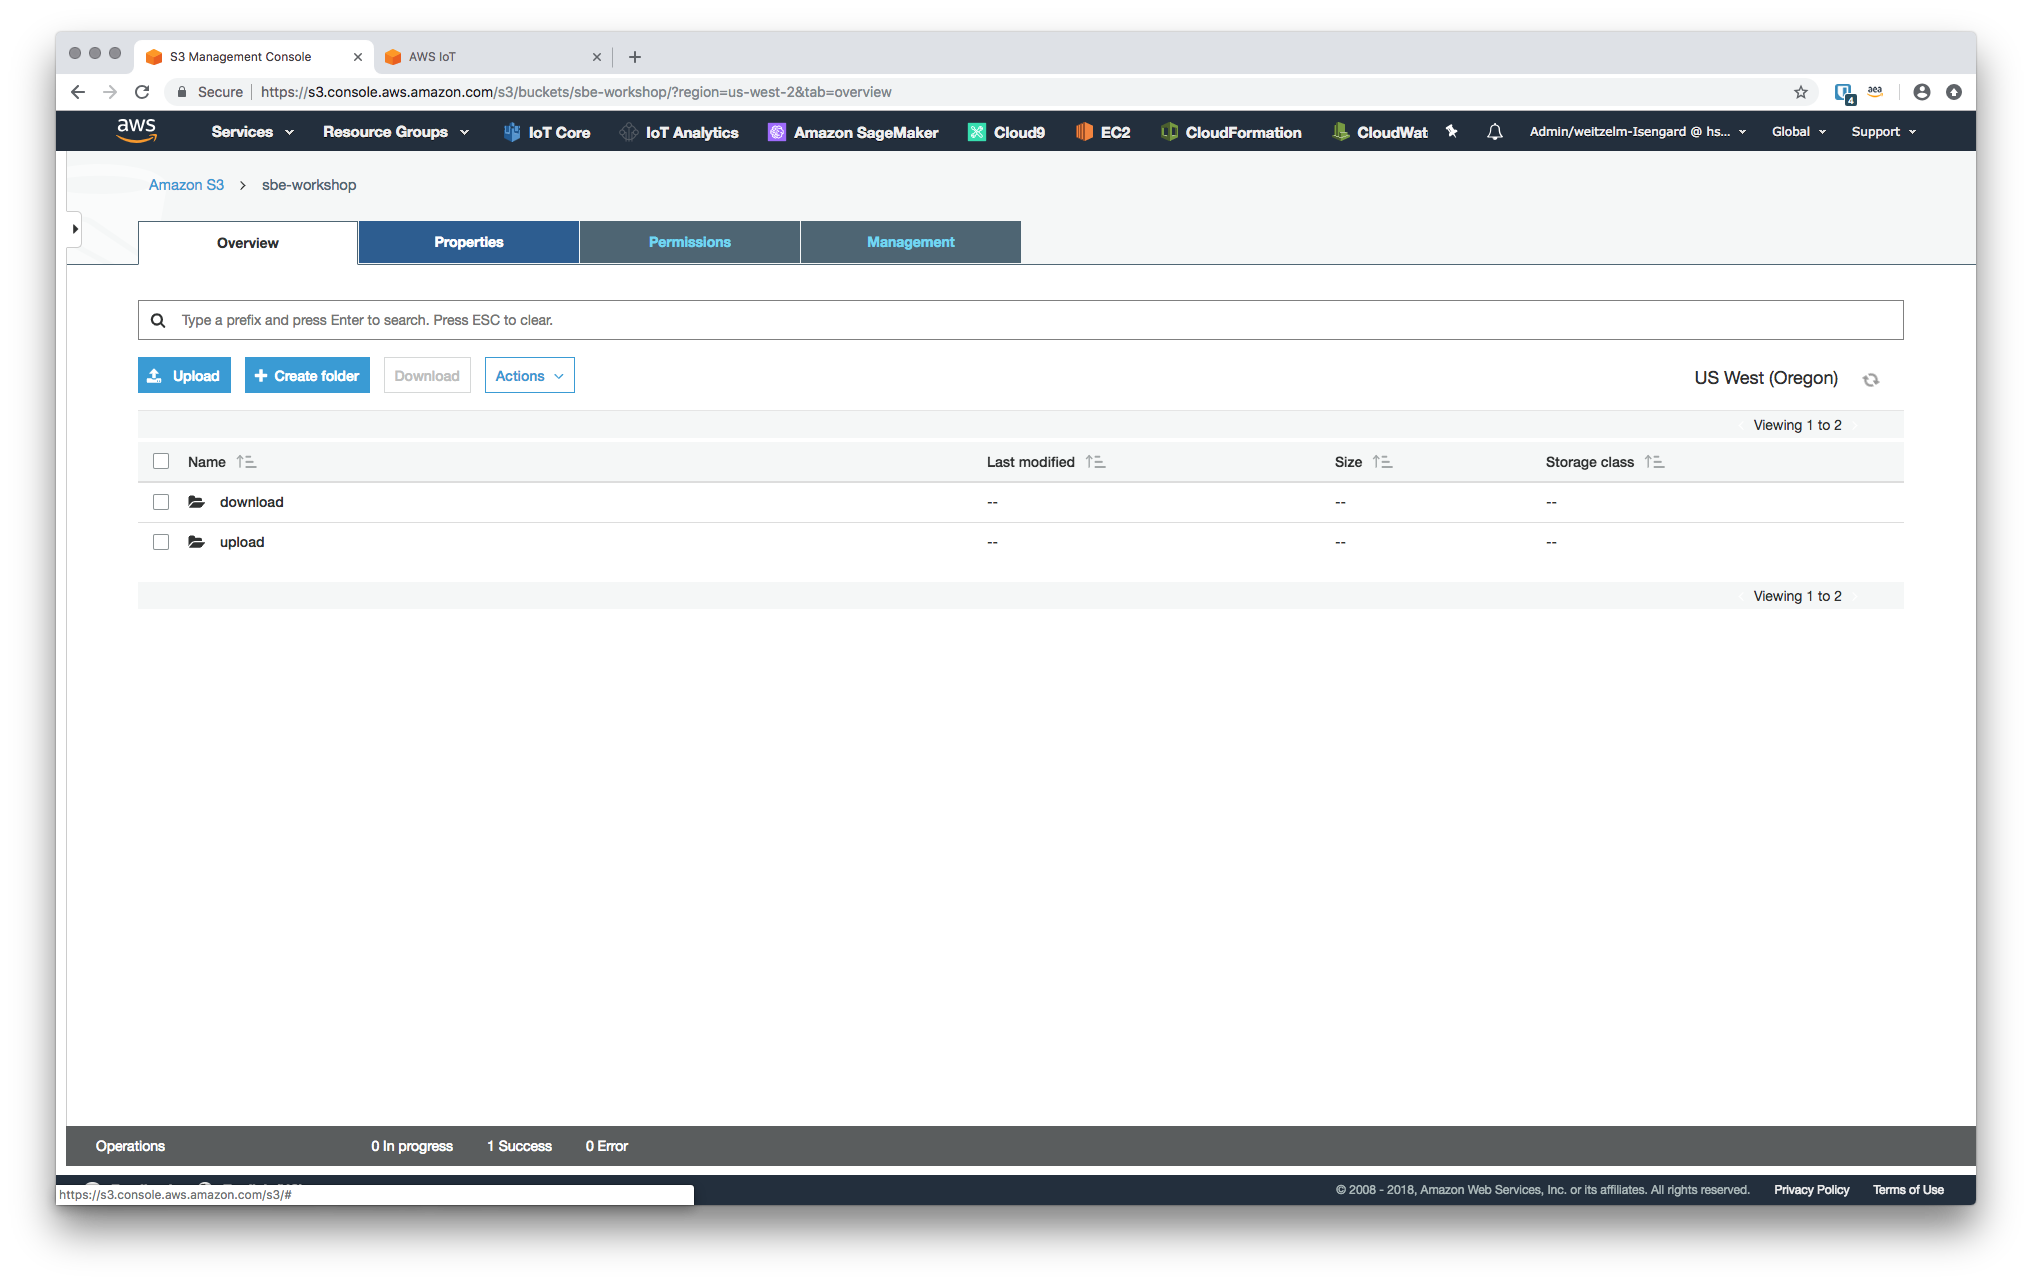 S3 Management Console
AWS IoT
Secure https://s3.console.aws.amazon.com/s3/buckets/sbe-workshop/?region=us-west-2&tab=overview
4
aea
aws Services Resource Groups IoT Core IoT Analytics Amazon SageMaker Cloud9 EC2 CloudFormation CloudWat Admin/weitzelm-Isengard @ hs... Global Support
Amazon S3 > sbe-workshop
Overview Properties Permissions Management
Type a prefix and press Enter to search. Press ESC to clear.
Upload + Create folder Download Actions
US West (Oregon)
Viewing 1 to 2
Name Last modified Size Storage class
download -- -- --
upload -- -- --
Viewing 1 to 2
Operations 0 In progress 1 Success 0 Error
https://s3.console.aws.amazon.com/s3/#
© 2008 - 2018, Amazon Web Services, Inc. or its affiliates. All rights reserved. Privacy Policy Terms of Use